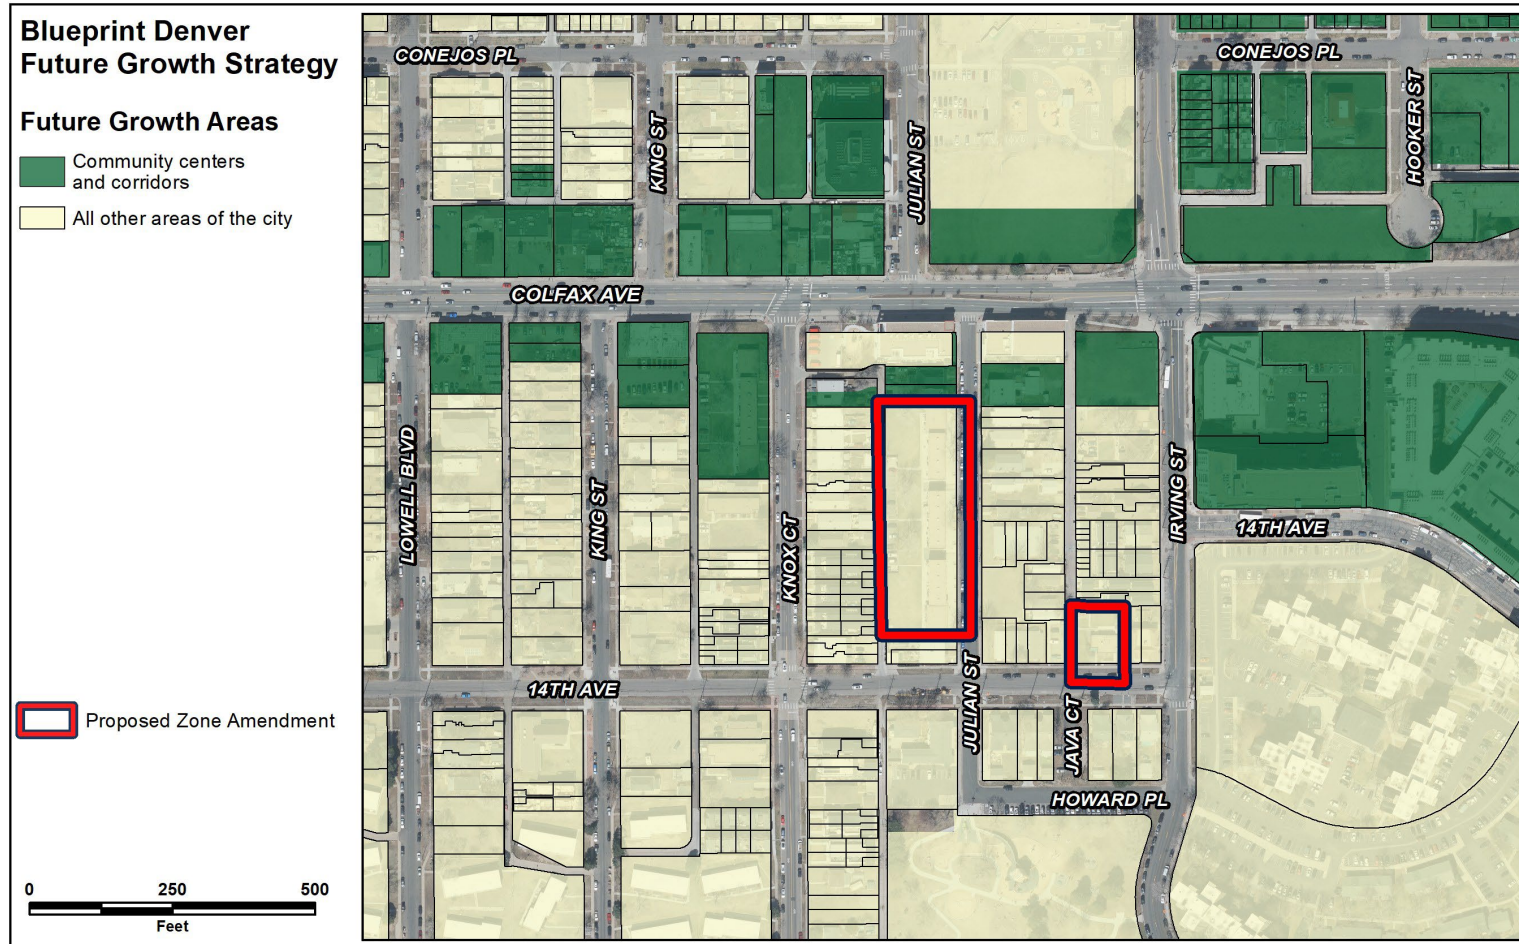 Blueprint Denver
Future Growth Strategy
Future Growth Areas
Community centers
and corridors
All other areas of the city
Proposed Zone Amendment
0 250 500
Feet
CONEJOS PL
CONEJOS PL
KING ST
JULIAN ST
HOOKER ST
COLFAX AVE
LOWELL BLVD
KING ST
KNOX CT
IRVING ST
14TH AVE
14TH AVE
JULIAN ST
JAVA CT
HOWARD PL